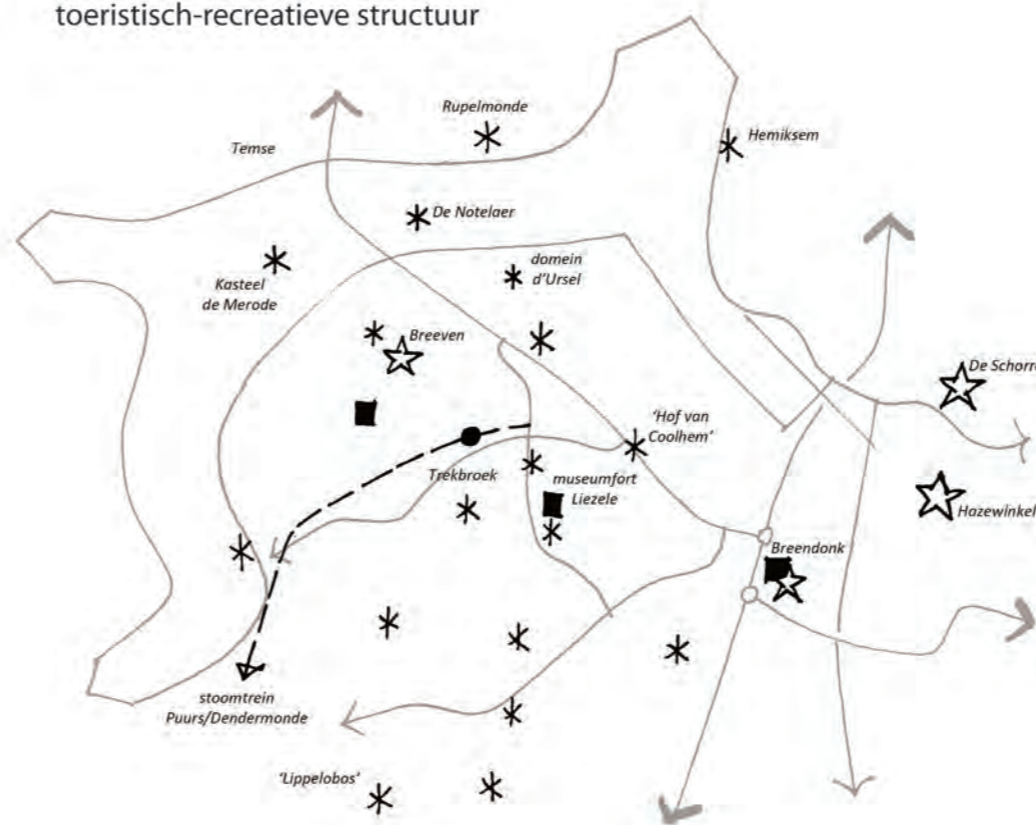 toeristisch-recreatieve structuur
Rupelmonde
Temse
Hemiksem
De Notelaer
domein
d'Ursel
Kasteel
de Merode
Breeven
De Schorre
'Hof van
Coolhem'
Trekbroek
museumfort
Liezele
Hazewinkel
Breendonk
stoomtrein
Puurs/Dendermonde
'Lippelobos'